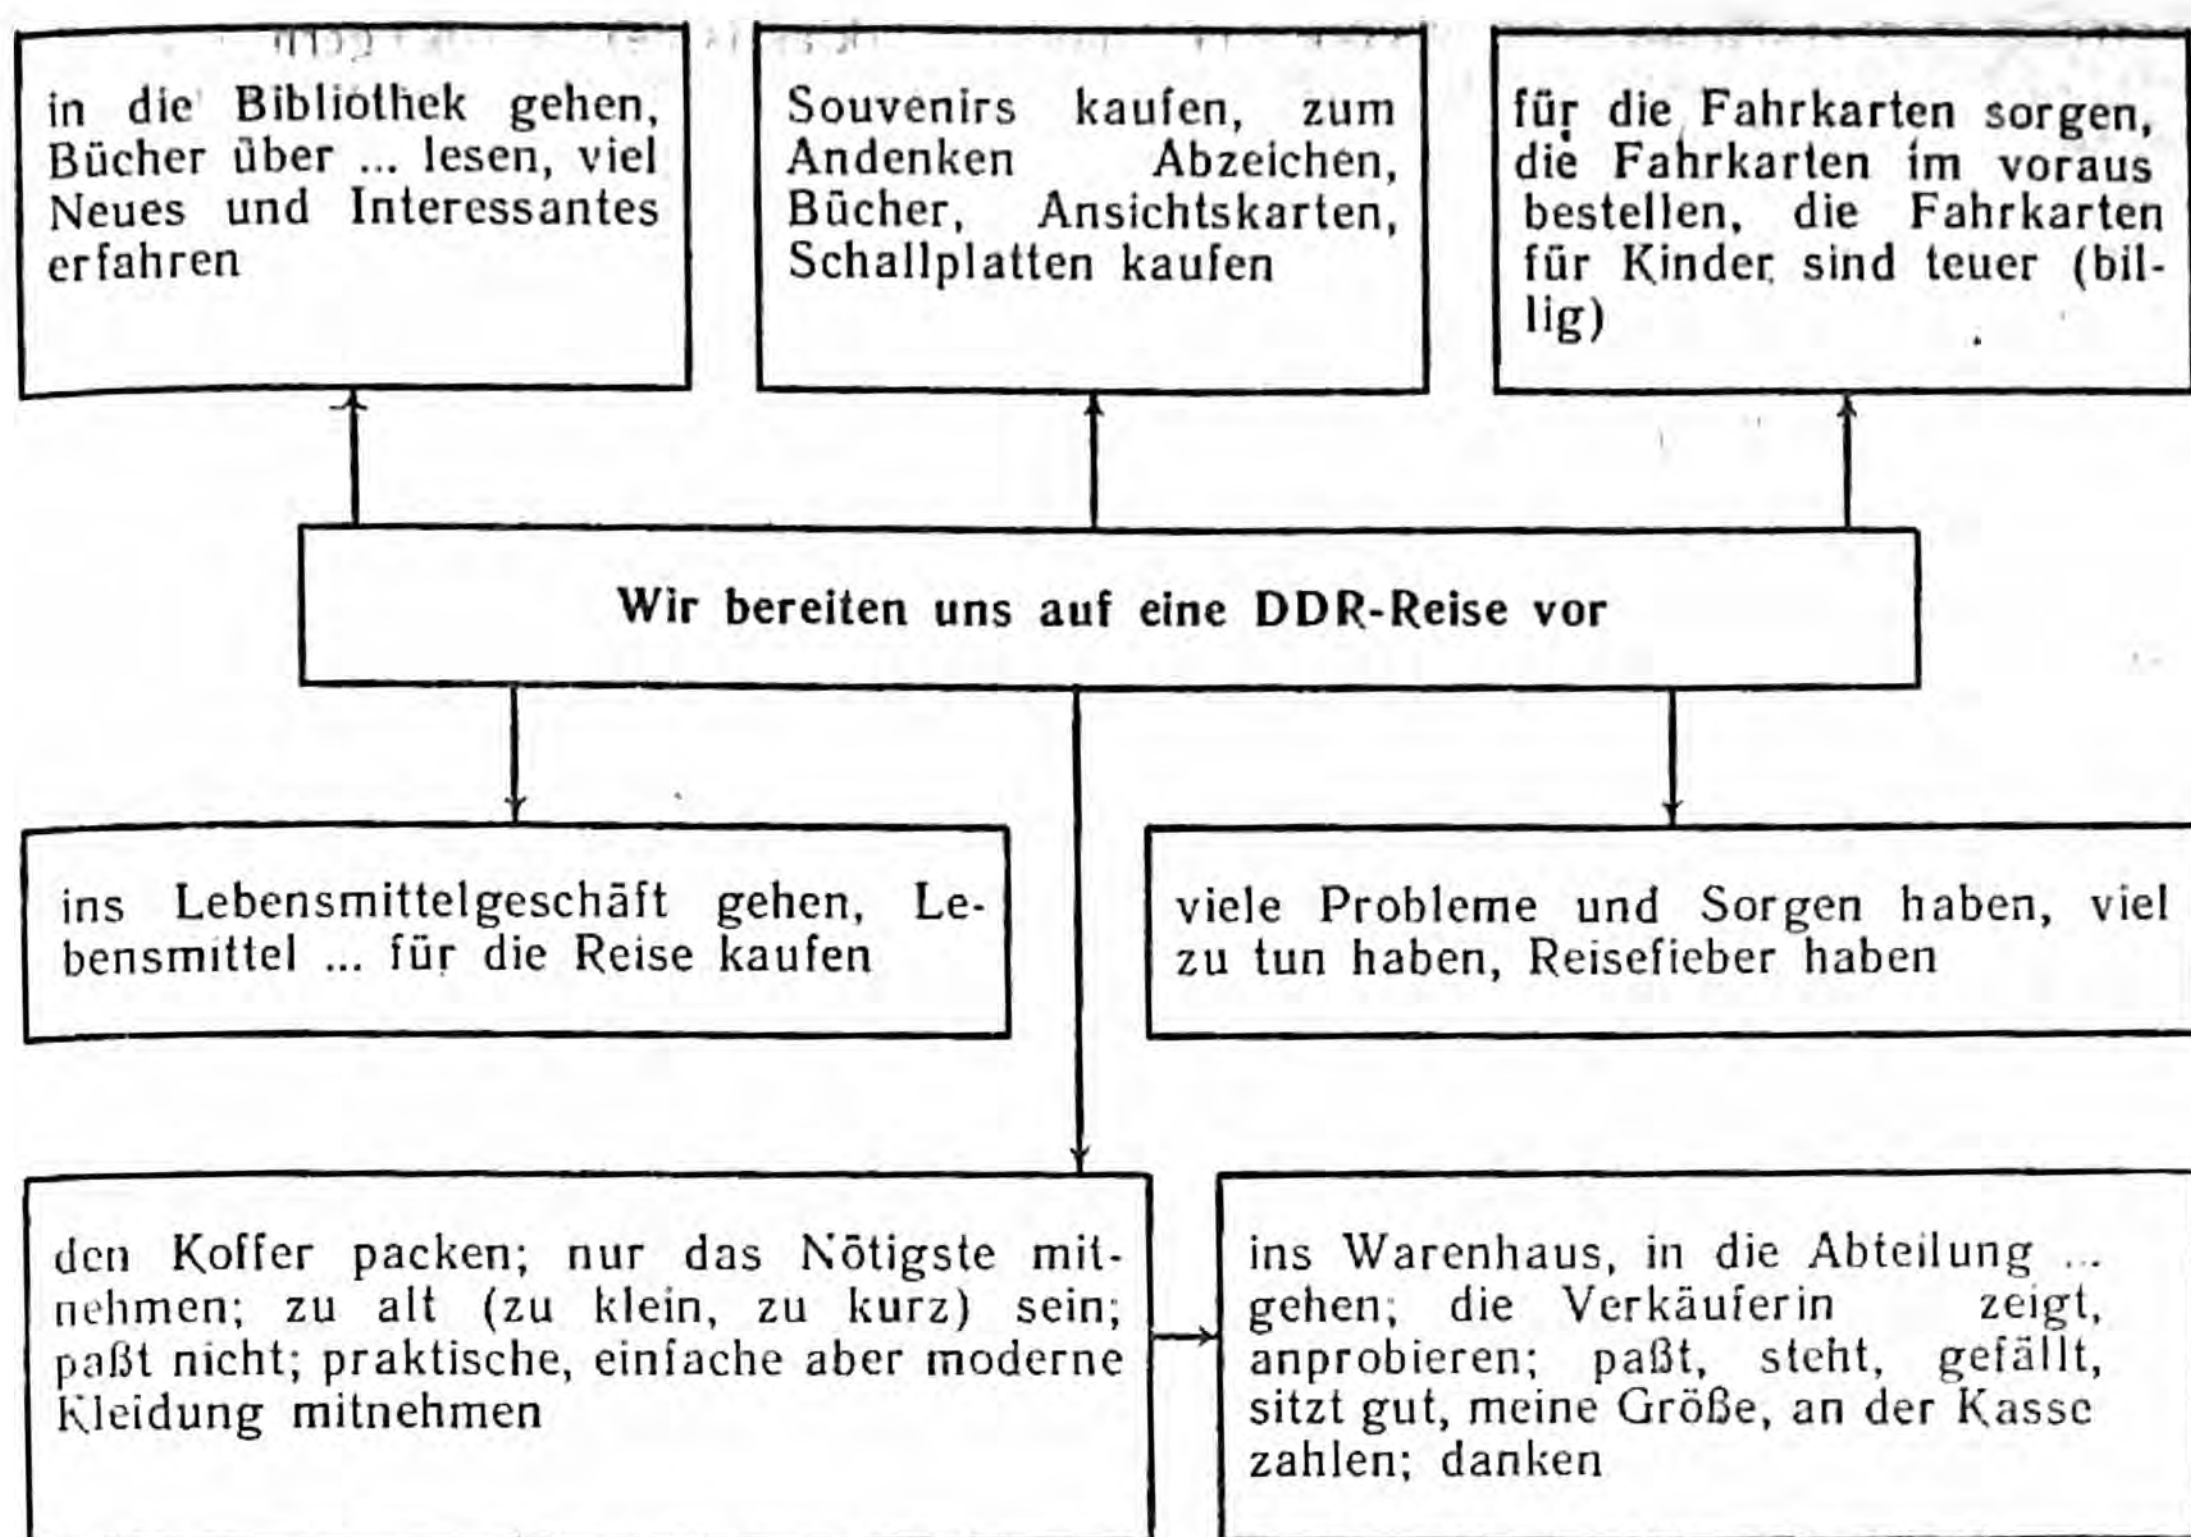 in die Bibliothek gehen,
Bücher über ... lesen, viel
Neues und Interessantes
erfahren
Souvenirs kaufen, zum
Andenken Abzeichen,
Bücher, Ansichtskarten,
Schallplatten kaufen
für die Fahrkarten sorgen,
die Fahrkarten im voraus
bestellen, die Fahrkarten
für Kinder sind teuer (bil-
lig)
Wir bereiten uns auf eine DDR-Reise vor
ins Lebensmittelgeschäft gehen, Le-
bensmittel ... für die Reise kaufen
viele Probleme und Sorgen haben, viel
zu tun haben, Reisefieber haben
den Koffer packen; nur das Nötigste mit-
nehmen; zu alt (zu klein, zu kurz) sein;
paßt nicht; praktische, einfache aber moderne
Kleidung mitnehmen
ins Warenhaus, in die Abteilung ...
gehen; die Verkäuferin zeigt,
anprobieren; paßt, steht, gefällt,
sitzt gut, meine Größe, an der Kasse
zahlen; danken